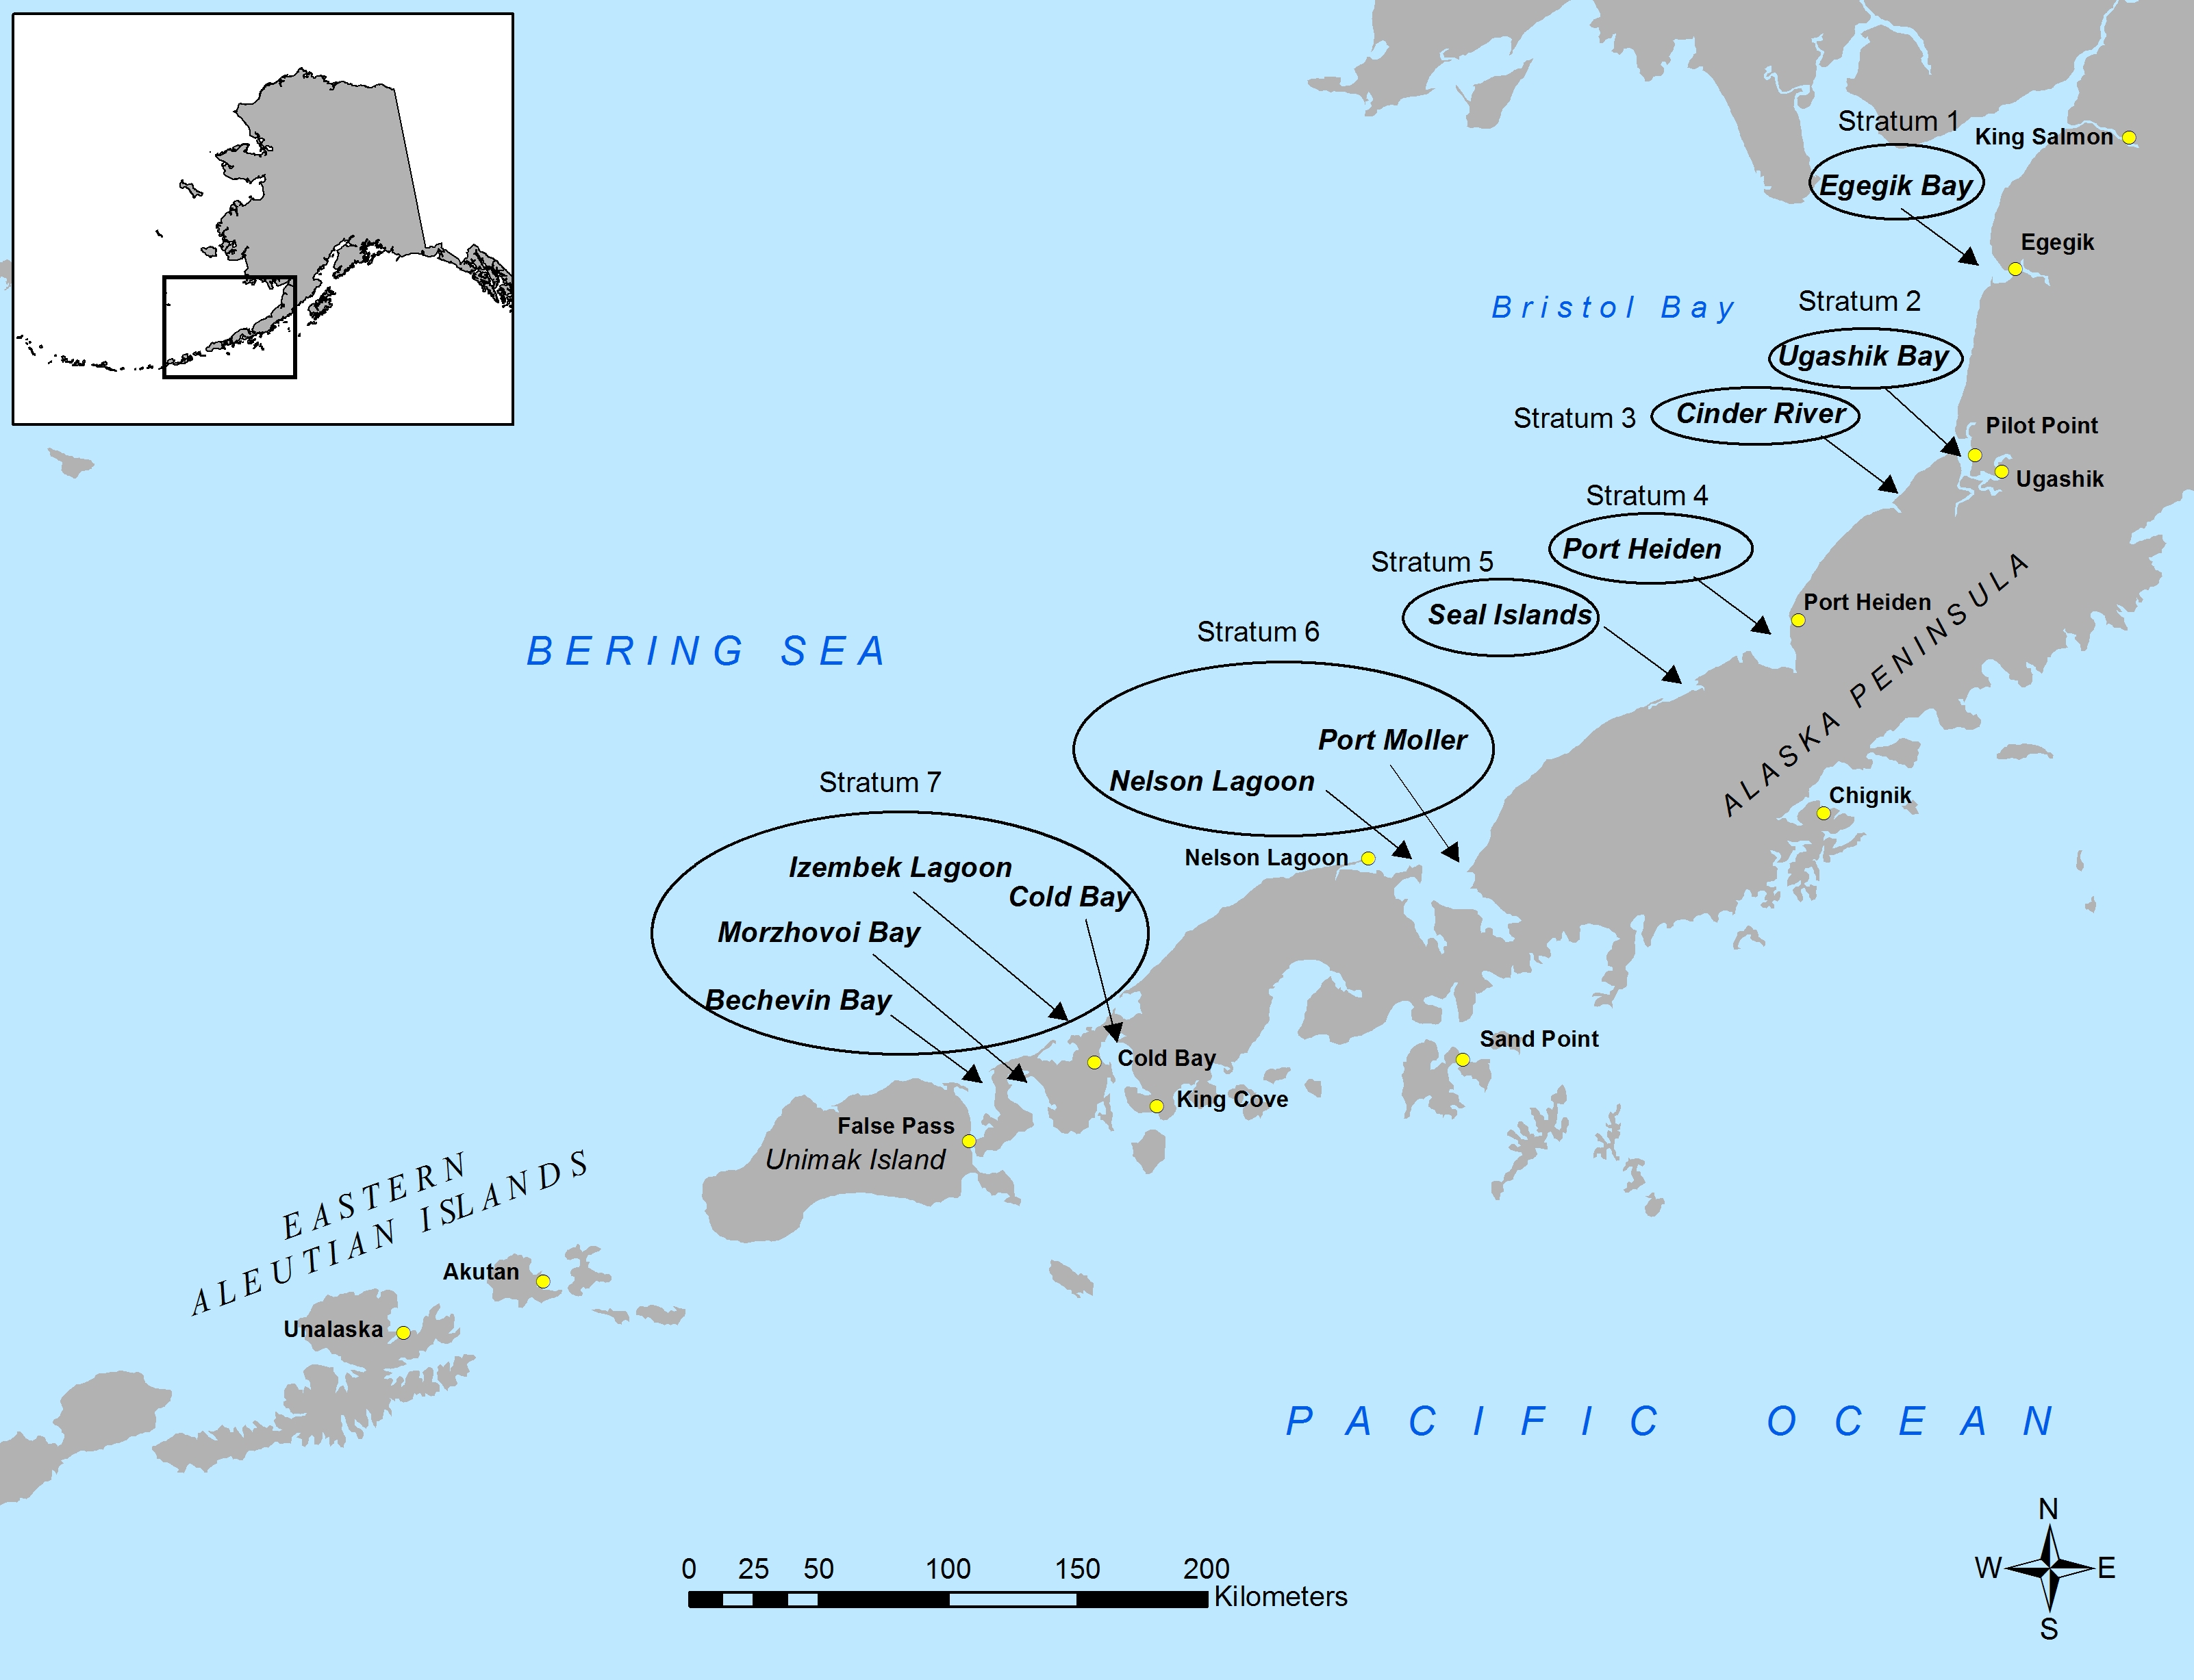 Stratum 1
King Salmon
Egegik Bay
Egegik
Stratum 2
Bristol Bay
Ugashik Bay
Stratum 3
Cinder River
Pilot Point
Ugashik
Stratum 4
Port Heiden
Stratum 5
Port Heiden
Seal Islands
Stratum 6
BERING SEA
ALASKA PENINSULA
Port Moller
Nelson Lagoon
Stratum 7
Chignik
Nelson Lagoon
Izembek Lagoon
Cold Bay
Morzhovoi Bay
Bechevin Bay
Sand Point
Cold Bay
King Cove
False Pass
Unimak Island
EASTERN
ALEUTIAN ISLANDS
Akutan
Unalaska
PACIFIC OCEAN
N
W
E
S
0 25 50 100 150 200
Kilometers